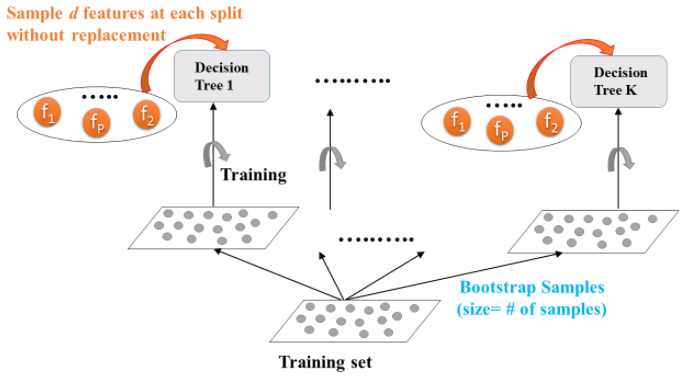 Sample d features at each split
without replacement
Decision
Tree 1
..........
Decision
Tree K
.....
f1 fP f2
.....
f1 fP f2
Training
..........
Bootstrap Samples
(size= # of samples)
Training set